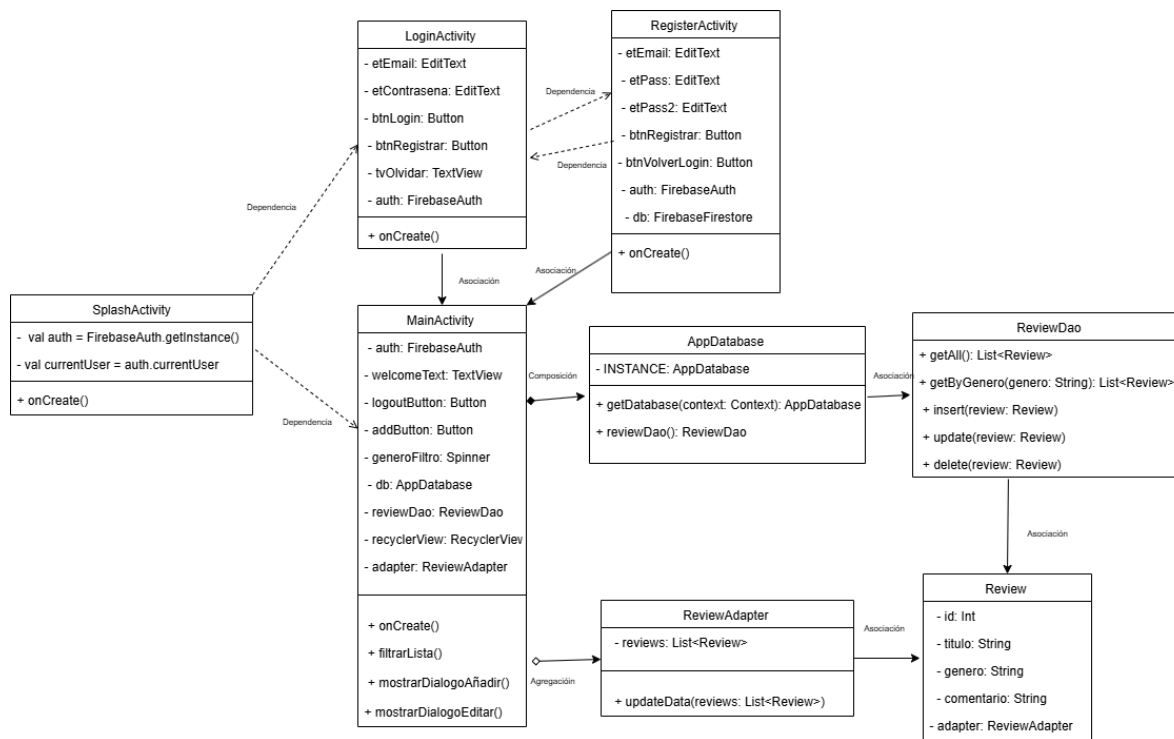 LoginActivity
- etEmail: EditText
- etContrasena: EditText
- btnLogin: Button
- btnRegistrar: Button
- tvOlvidar: TextView
- auth: FirebaseAuth
+ onCreate()
RegisterActivity
- etEmail: EditText
- etPass: EditText
- etPass2: EditText
- btnRegistrar: Button
- btnVolverLogin: Button
- auth: FirebaseAuth
- db: FirebaseFirestore
+ onCreate()
Dependencia
Dependencia
Dependencia
Asociación
Asociación
SplashActivity
- val auth = FirebaseAuth.getInstance()
- val currentUser = auth.currentUser
+ onCreate()
Dependencia
MainActivity
- auth: FirebaseAuth
- welcomeText: TextView
- logoutButton: Button
- addButton: Button
- generoFiltro: Spinner
- db: AppDatabase
- reviewDao: ReviewDao
- recyclerView: RecyclerView
- adapter: ReviewAdapter
+ onCreate()
+ filtrarLista()
+ mostrarDialogoAñadir()
+ mostrarDialogoEditar()
Composición
AppDatabase
- INSTANCE: AppDatabase
+ getDatabase(context: Context): AppDatabase
+ reviewDao(): ReviewDao
Asociación
ReviewDao
+ getAll(): List<Review>
+ getByGenero(genero: String): List<Review>
+ insert(review: Review)
+ update(review: Review)
+ delete(review: Review)
Asociación
Agregacióin
ReviewAdapter
- reviews: List<Review>
+ updateData(reviews: List<Review>)
Asociación
Review
- id: Int
- titulo: String
- genero: String
- comentario: String
- adapter: ReviewAdapter